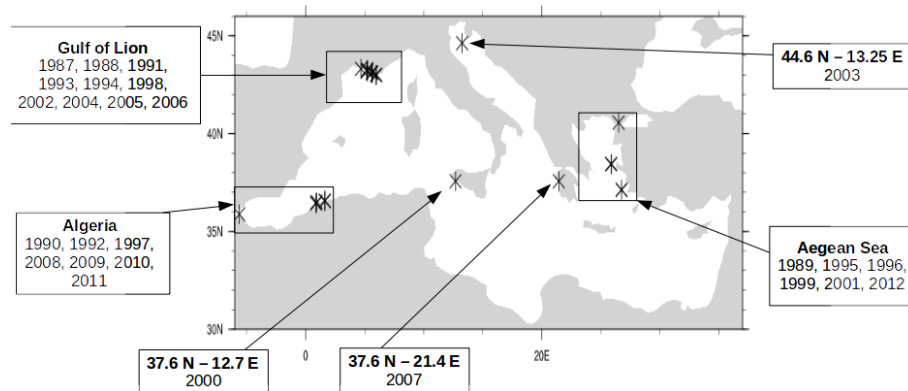 Gulf of Lion
1987, 1988, 1991,
1993, 1994, 1998,
2002, 2004, 2005, 2006
44.6 N – 13.25 E
2003
45N
40N
35N
30N
Algeria
1990, 1992, 1997,
2008, 2009, 2010,
2011
Aegean Sea
1989, 1995, 1996,
1999, 2001, 2012
0
20E
37.6 N – 12.7 E
2000
37.6 N – 21.4 E
2007